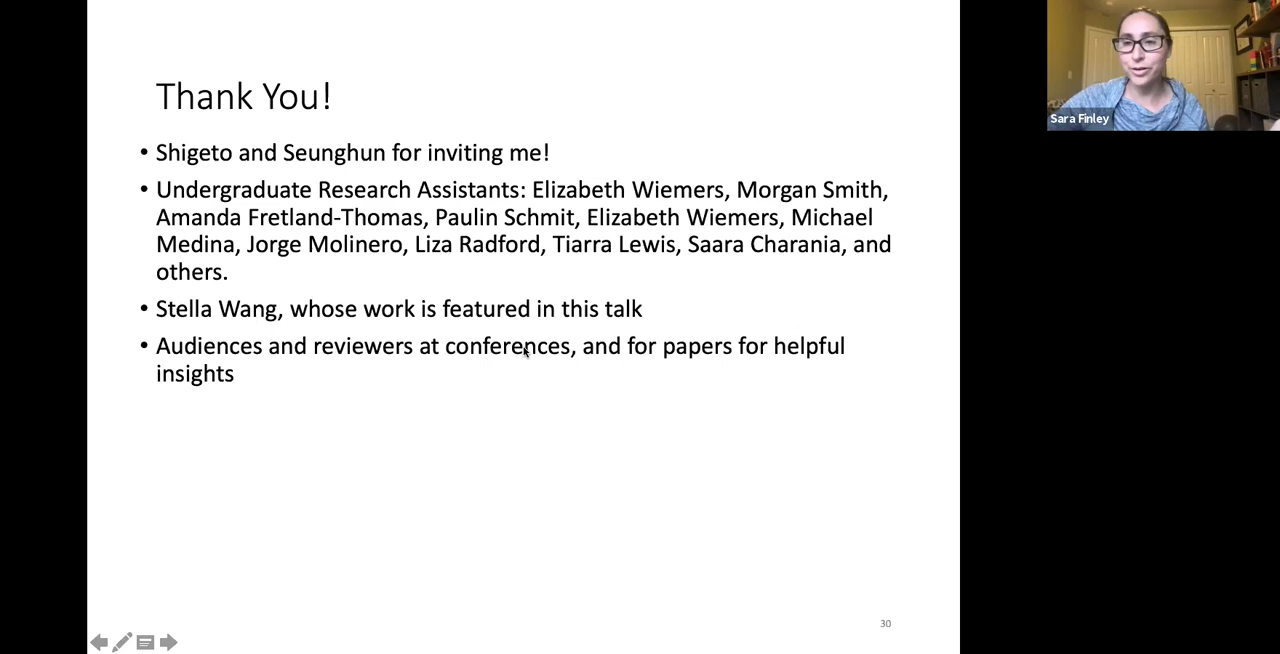 Thank You!
• Shigeto and Seunghun for inviting me!
• Undergraduate Research Assistants: Elizabeth Wiemers, Morgan Smith,
Amanda Fretland-Thomas, Paulin Schmit, Elizabeth Wiemers, Michael
Medina, Jorge Molinero, Liza Radford, Tiarra Lewis, Saara Charania, and
others.
• Stella Wang, whose work is featured in this talk
• Audiences and reviewers at conferences, and for papers for helpful
insights
30
Sara Finley